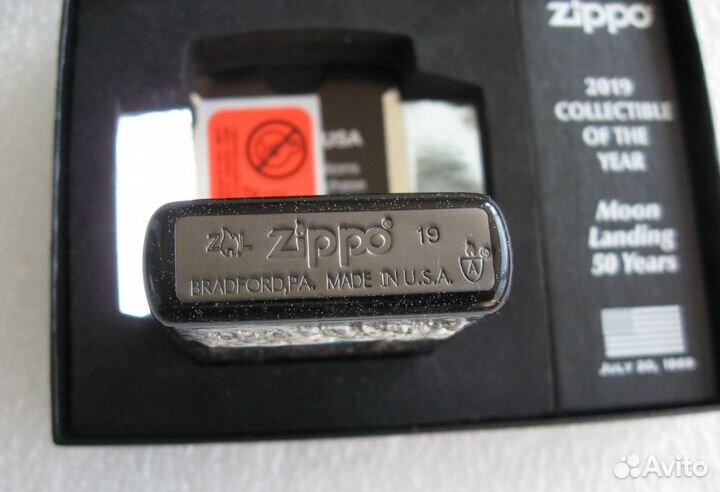 zippo
2019
COLLECTIBLE
OF THE
YEAR
Moon
Landing
50 Years
JULY 20, 1969
USA
Z L zippo® 19
BRADFORD,PA. MADE IN U.S.A. A ®
Avito